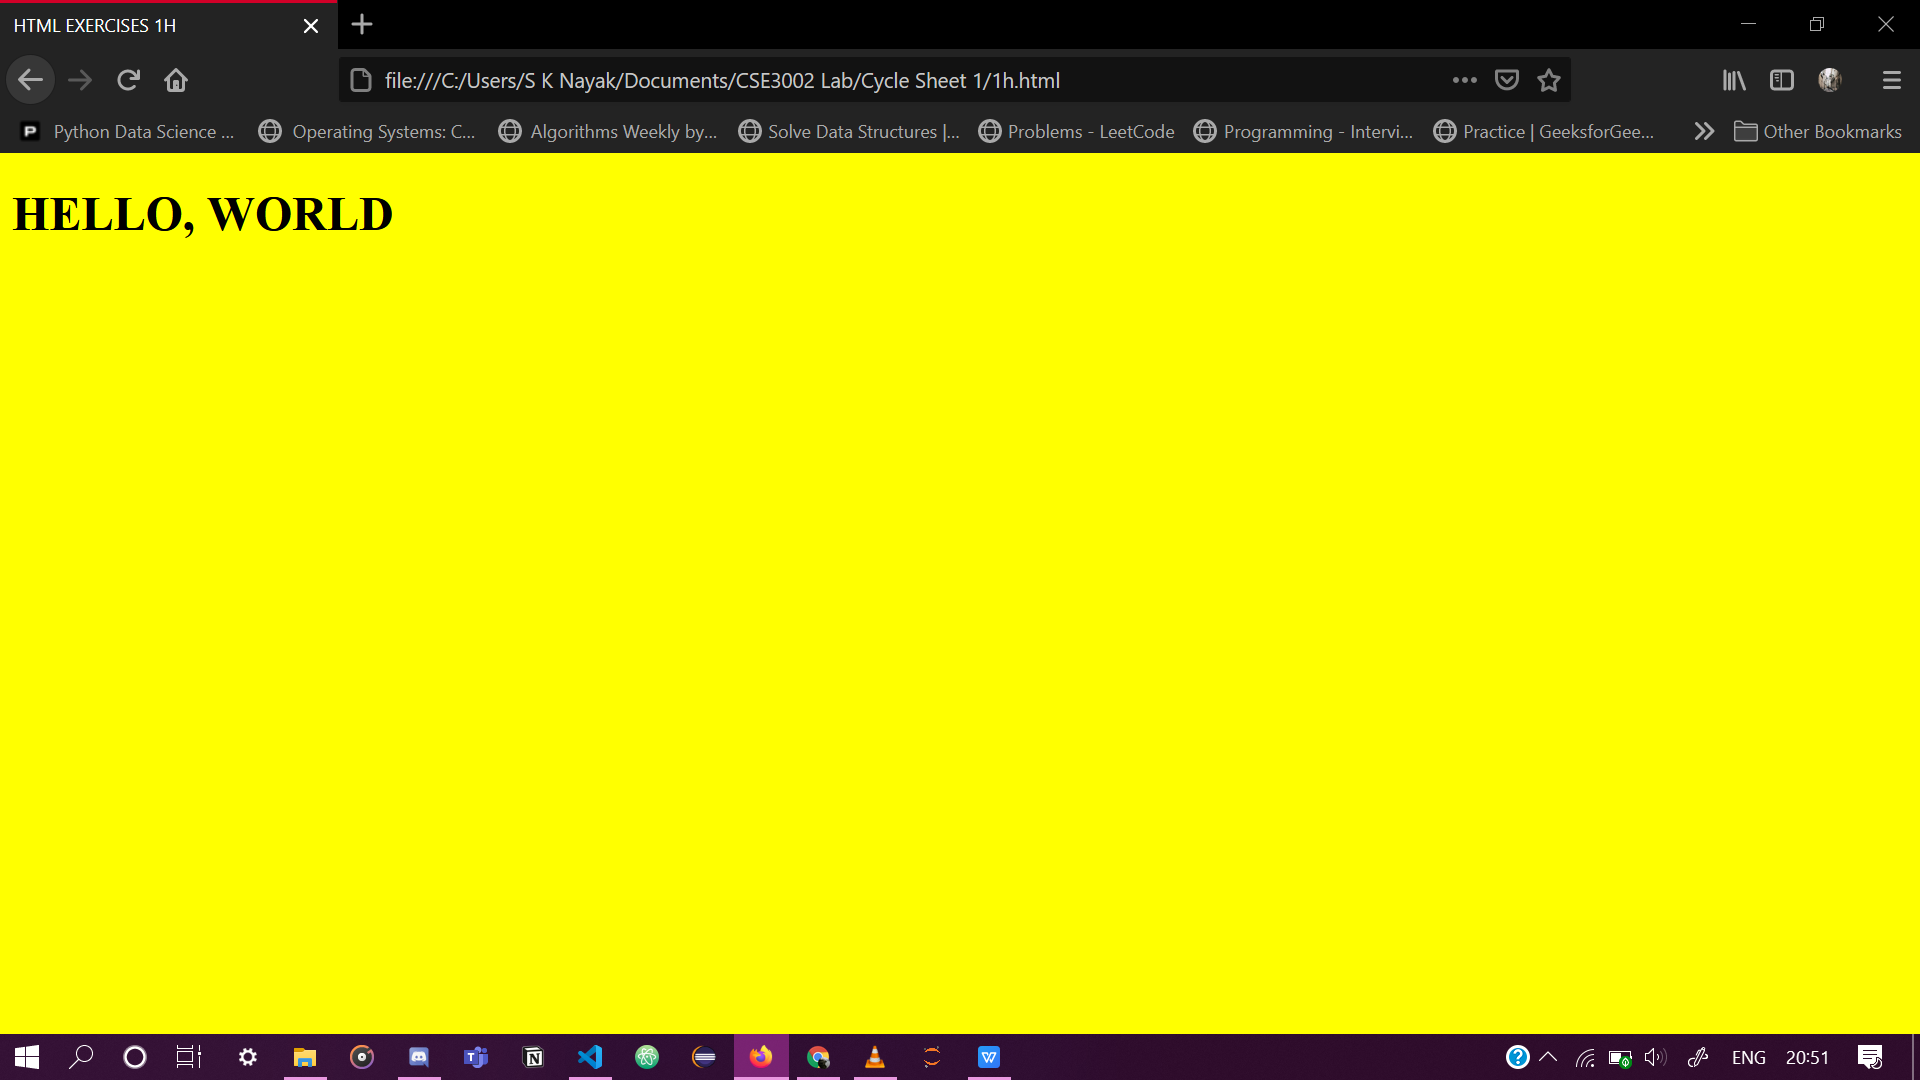 HTML EXERCISES 1H
file:///C:/Users/S K Nayak/Documents/CSE3002 Lab/Cycle Sheet 1/1h.html
Python Data Science ... Operating Systems: C... Algorithms Weekly by... Solve Data Structures |... Problems - LeetCode Programming - Intervi... Practice | GeeksforGee... Other Bookmarks
HELLO, WORLD
ENG 20:51